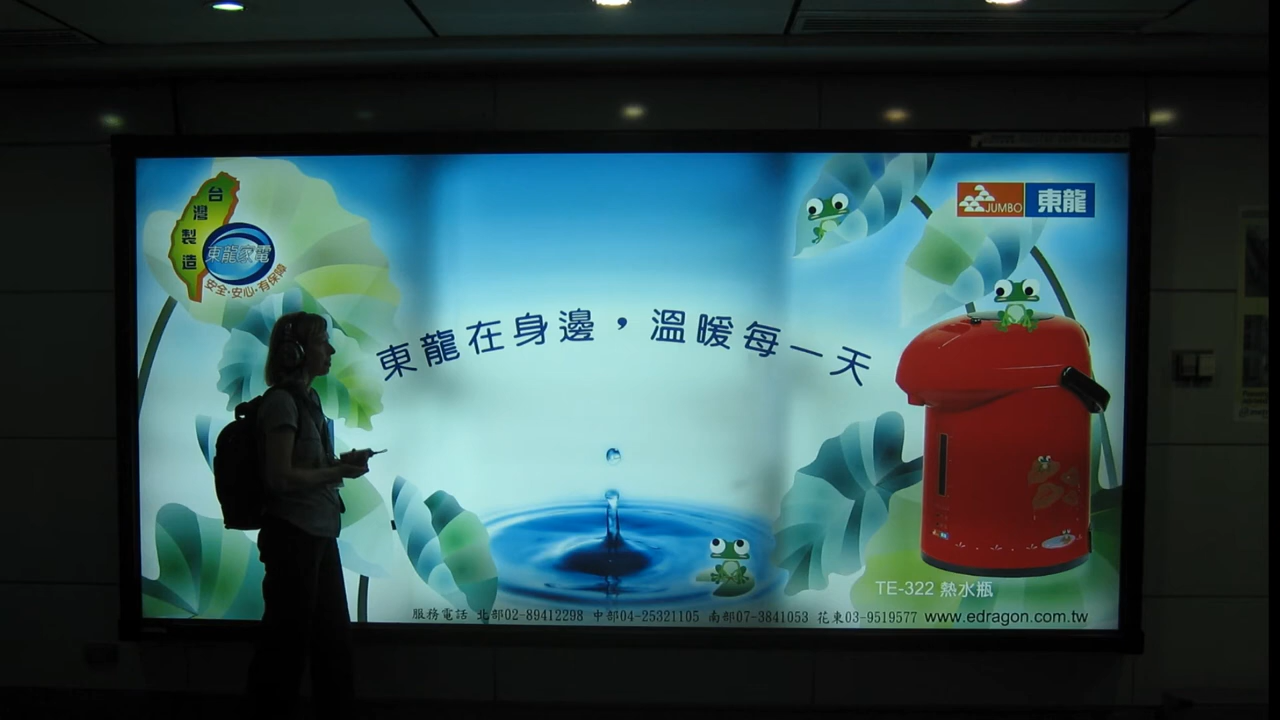 台灣製造
東龍家電
安全·安心·有保障
JUMBO 東龍
東龍在身邊，溫暖每一天
TE-322 熱水瓶
服務電話 北部02-89412298 中部04-25321105 南部07-3841053 花東03-9519577 www.edragon.com.tw